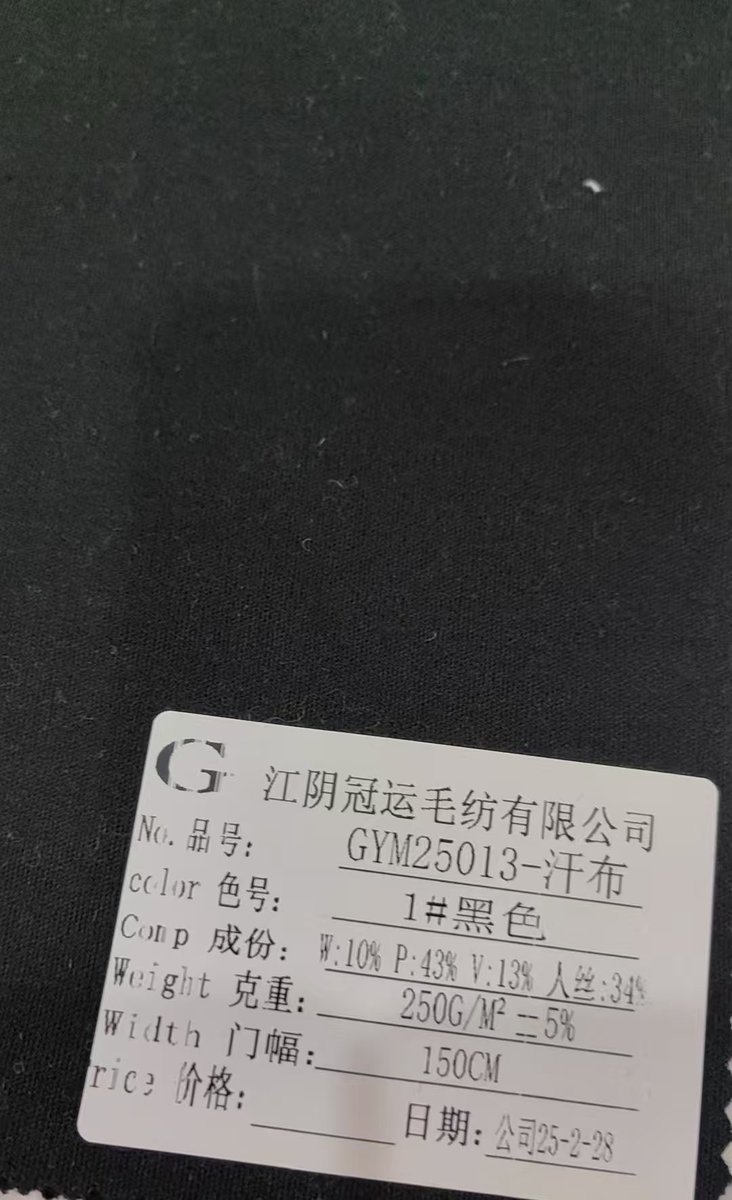 G 江阴冠运毛纺有限公司
No. 品号: GYM25013-汗布
color 色号: 1#黑色
Comp 成份: W:10% P:43% V:13% 人丝:34%
Weight 克重: 250G/M² 二5%
Width 门幅: 150CM
rice 价格: 日期: 公司25-2-28